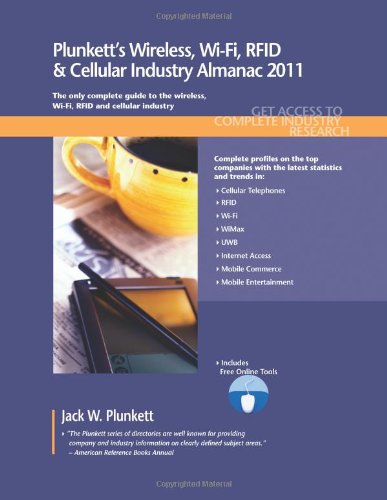 Copyrighted Material
Plunkett's Wireless, Wi-Fi, RFID
& Cellular Industry Almanac 2011
The only complete guide to the wireless,
Wi-Fi, RFID and cellular industry
GET ACCESS TO
COMPLETE INDUSTRY
RESEARCH
Complete profiles on the top
companies with the latest statistics
and trends in:
Cellular Telephones
RFID
Wi-Fi
WiMax
UWB
Internet Access
Mobile Commerce
Mobile Entertainment
Includes
Free Online Tools
Jack W. Plunkett
"The Plunkett series of directories are well known for providing
company and industry information on clearly defined subject areas."
– American Reference Books Annual
Copyrighted Material